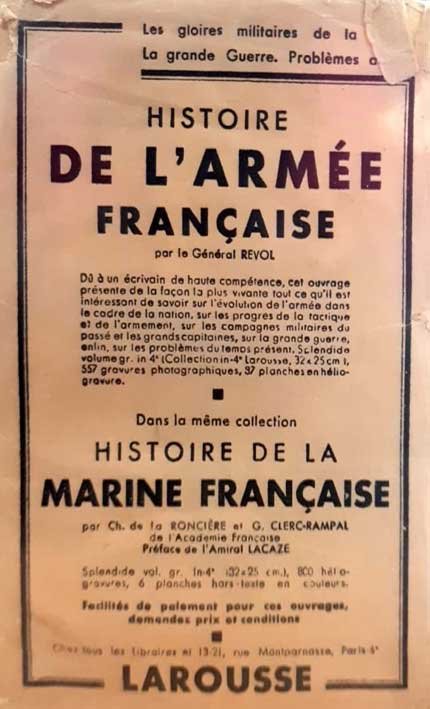 Les gloires militaires de la
La grande Guerre. Problèmes a
HISTOIRE
DE L'ARMÉE
FRANÇAISE
par le Général REVOL
Dû à un écrivain de haute compétence, cet ouvrage
présente de la façon la plus vivante tout ce qu'il est
intéressant de savoir sur l'évolution de l'armée dans
le cadre de la nation, sur les progres de la tactique
et de l'armement, sur les campagnes militaires du
passé et les grands capitaines, sur la grande guerre,
enfin, sur les problèmes du temps présent. Splendide
volume gr. in 4° (Collection in-4° Larousse, 32x25 cm.),
557 gravures photographiques, 37 planches en hélio-
gravure.
Dans la même collection
HISTOIRE DE LA
MARINE FRANÇAISE
par Ch. de la RONCIÈRE et G. CLERC-RAMPAL
de l'Academie Française
Préface de l'Amiral LACAZE
Splendide vol. gr. In-4° (32x25 cm.), 800 hélio-
gravures, 6 planches hors-texte en couleurs.
Facilités de paiement pour ces ouvrages,
demandez prix et conditions
Chez tous les Libraires et 13-21, rue Montparnasse, Paris 6e
LAROUSSE